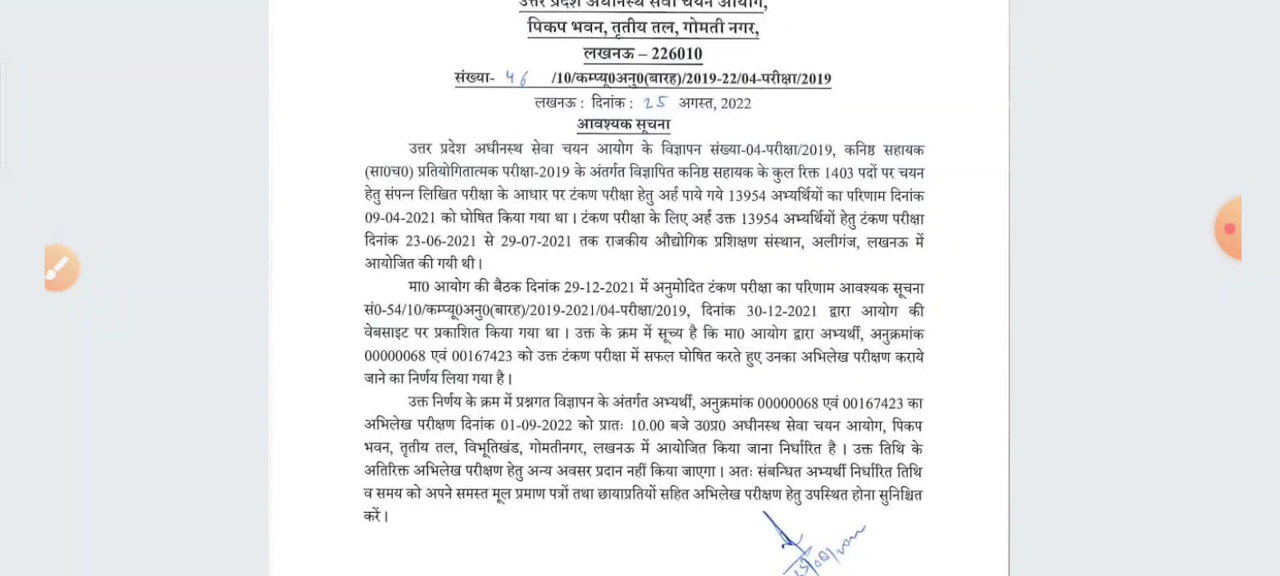 उत्तर प्रदेश अधीनस्थ सेवा चयन आयोग,
पिकप भवन, तृतीय तल, गोमती नगर,
लखनऊ – 226010
संख्या- 46 /10/कम्प्यू0अनु0(बारह)/2019-22/04-परीक्षा/2019
लखनऊ : दिनांक : 25 अगस्त, 2022
आवश्यक सूचना
उत्तर प्रदेश अधीनस्थ सेवा चयन आयोग के विज्ञापन संख्या-04-परीक्षा/2019, कनिष्ठ सहायक
(सा0च0) प्रतियोगितात्मक परीक्षा-2019 के अंतर्गत विज्ञापित कनिष्ठ सहायक के कुल रिक्त 1403 पदों पर चयन
हेतु संपन्न लिखित परीक्षा के आधार पर टंकण परीक्षा हेतु अर्ह पाये गये 13954 अभ्यर्थियों का परिणाम दिनांक
09-04-2021 को घोषित किया गया था। टंकण परीक्षा के लिए अर्ह उक्त 13954 अभ्यर्थियों हेतु टंकण परीक्षा
दिनांक 23-06-2021 से 29-07-2021 तक राजकीय औद्योगिक प्रशिक्षण संस्थान, अलीगंज, लखनऊ में
आयोजित की गयी थी।
मा0 आयोग की बैठक दिनांक 29-12-2021 में अनुमोदित टंकण परीक्षा का परिणाम आवश्यक सूचना
सं0-54/10/कम्प्यू0अनु0(बारह)/2019-2021/04-परीक्षा/2019, दिनांक 30-12-2021 द्वारा आयोग की
वेबसाइट पर प्रकाशित किया गया था। उक्त के क्रम में सूच्य है कि मा0 आयोग द्वारा अभ्यर्थी, अनुक्रमांक
00000068 एवं 00167423 को उक्त टंकण परीक्षा में सफल घोषित करते हुए उनका अभिलेख परीक्षण कराये
जाने का निर्णय लिया गया है।
उक्त निर्णय के क्रम में प्रश्नगत विज्ञापन के अंतर्गत अभ्यर्थी, अनुक्रमांक 00000068 एवं 00167423 का
अभिलेख परीक्षण दिनांक 01-09-2022 को प्रातः 10.00 बजे उ0प्र0 अधीनस्थ सेवा चयन आयोग, पिकप
भवन, तृतीय तल, विभूतिखंड, गोमतीनगर, लखनऊ में आयोजित किया जाना निर्धारित है। उक्त तिथि के
अतिरिक्त अभिलेख परीक्षण हेतु अन्य अवसर प्रदान नहीं किया जाएगा। अतः संबन्धित अभ्यर्थी निर्धारित तिथि
व समय को अपने समस्त मूल प्रमाण पत्रों तथा छायाप्रतियों सहित अभिलेख परीक्षण हेतु उपस्थित होना सुनिश्चित
करें।